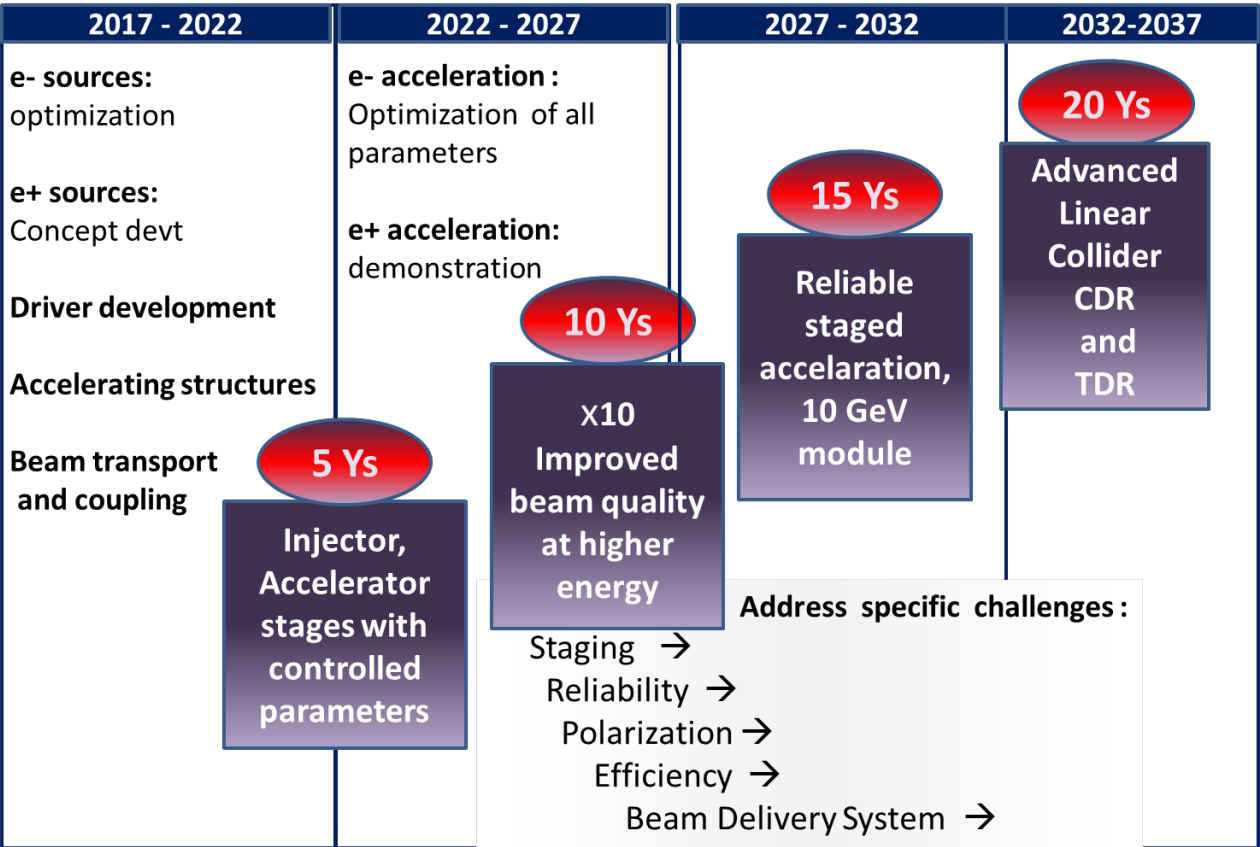 2017 - 2022
2022 - 2027
2027 - 2032
2032-2037
e- sources:
optimization
e+ sources:
Concept devt
Driver development
Accelerating structures
Beam transport
and coupling
5 Ys
Injector,
Accelerator
stages with
controlled
parameters
e- acceleration :
Optimization of all
parameters
e+ acceleration:
demonstration
10 Ys
x10
Improved
beam quality
at higher
energy
15 Ys
Reliable
staged
accelaration,
10 GeV
module
20 Ys
Advanced
Linear
Collider
CDR
and
TDR
Address specific challenges :
Staging →
Reliability →
Polarization →
Efficiency →
Beam Delivery System →